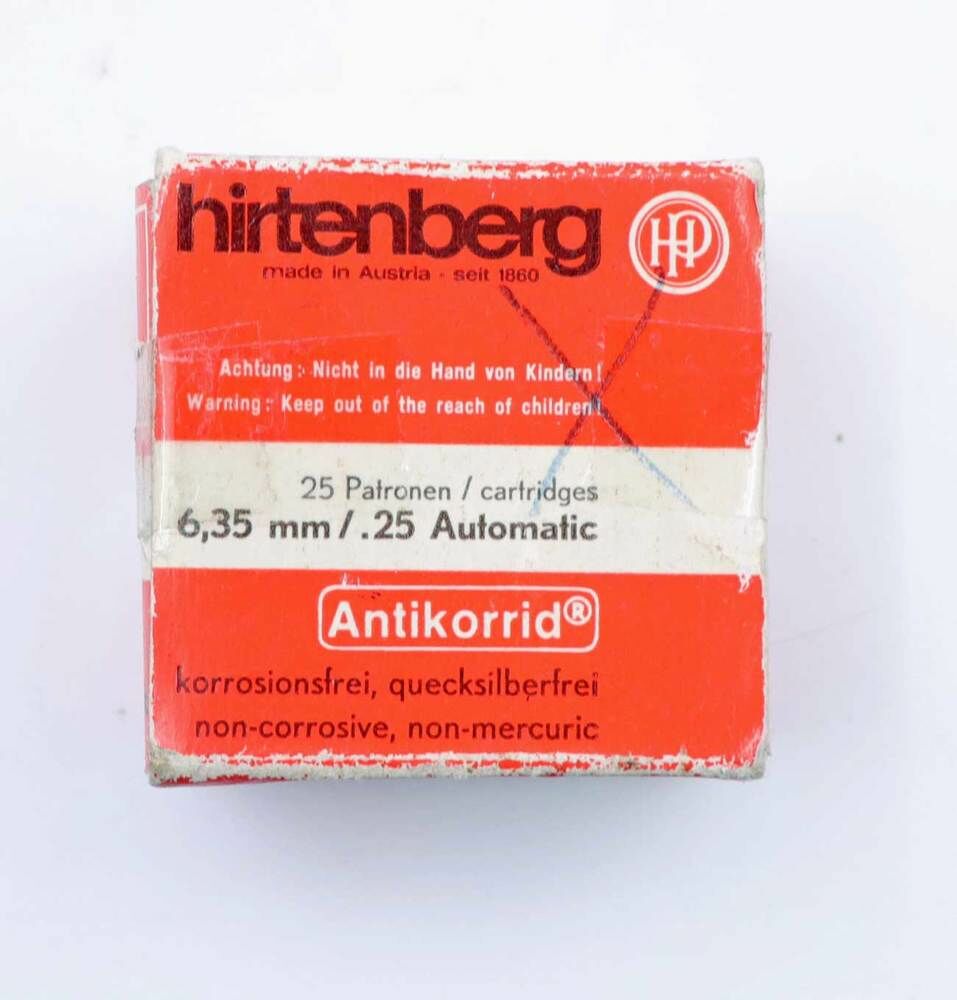 hirtenberg
HP
made in Austria · seit 1860
Achtung: Nicht in die Hand von Kindern!
Warning: Keep out of the reach of children!
25 Patronen / cartridges
6,35 mm/.25 Automatic
Antikorrid®
korrosionsfrei, quecksilberfrei
non-corrosive, non-mercuric